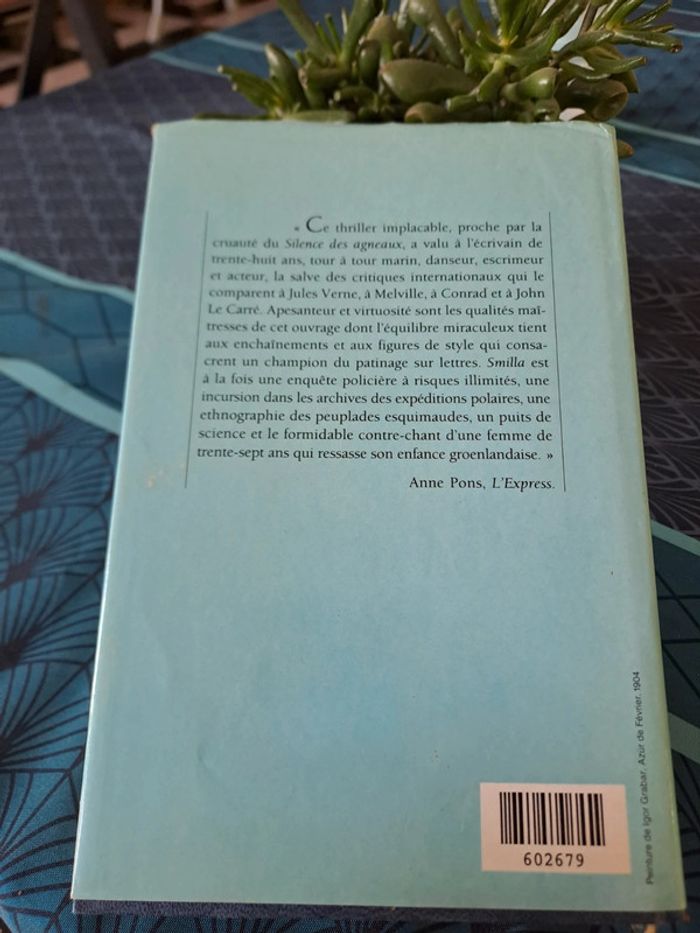 « Ce thriller implacable, proche par la
cruauté du Silence des agneaux, a valu à l'écrivain de
trente-huit ans, tour à tour marin, danseur, escrimeur
et acteur, la salve des critiques internationaux qui le
comparent à Jules Verne, à Melville, à Conrad et à John
Le Carré. Apesanteur et virtuosité sont les qualités maî-
tresses de cet ouvrage dont l'équilibre miraculeux tient
aux enchaînements et aux figures de style qui consa-
crent un champion du patinage sur lettres. Smilla est
à la fois une enquête policière à risques illimités, une
incursion dans les archives des expéditions polaires, une
ethnographie des peuplades esquimaudes, un puits de
science et le formidable contre-chant d'une femme de
trente-sept ans qui ressasse son enfance groenlandaise. »
Anne Pons, L'Express.
Peinture de Igor Grabar, Azur de Février, 1904
602679